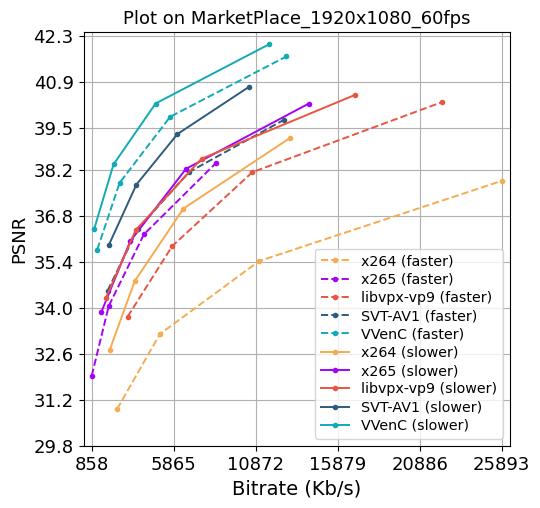 Plot on MarketPlace_1920x1080_60fps
42.3
40.9
39.5
38.2
36.8
35.4
34.0
32.6
31.2
29.8
PSNR
x264 (faster)
x265 (faster)
libvpx-vp9 (faster)
SVT-AV1 (faster)
VVenC (faster)
x264 (slower)
x265 (slower)
libvpx-vp9 (slower)
SVT-AV1 (slower)
VVenC (slower)
858 5865 10872 15879 20886 25893
Bitrate (Kb/s)